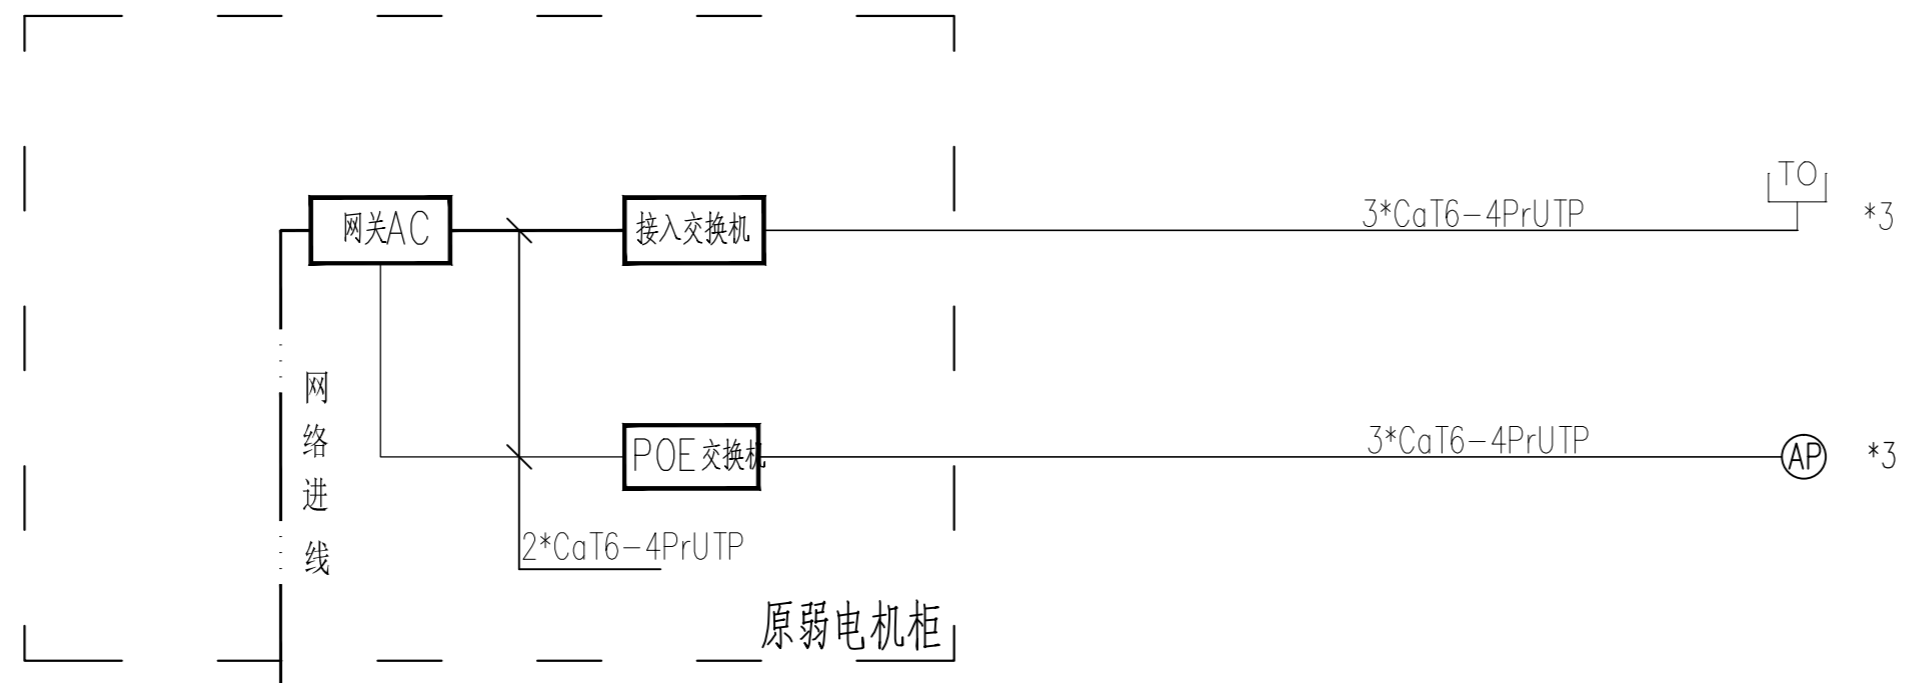 TO
3*CaT6-4PrUTP
*3
网关AC
接入交换机
网络进线
3*CaT6-4PrUTP
*3
POE交换机
AP
2*CaT6-4PrUTP
原弱电机柜